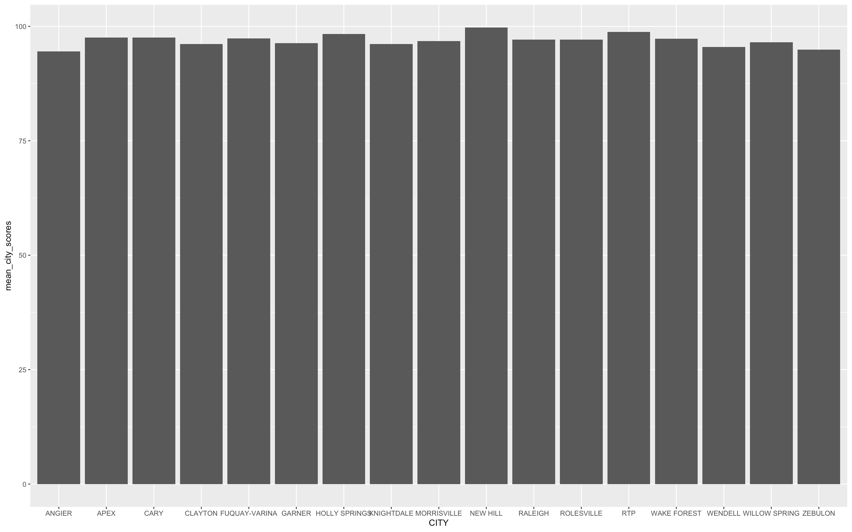 100
75
50
25
0
mean_city_scores
ANGIER APEX CARY CLAYTON FUQUAY-VARINA GARNER HOLLY SPRINGS KNIGHTDALE MORRISVILLE NEW HILL RALEIGH ROLESVILLE RTP WAKE FOREST WENDELL WILLOW SPRING ZEBULON
CITY